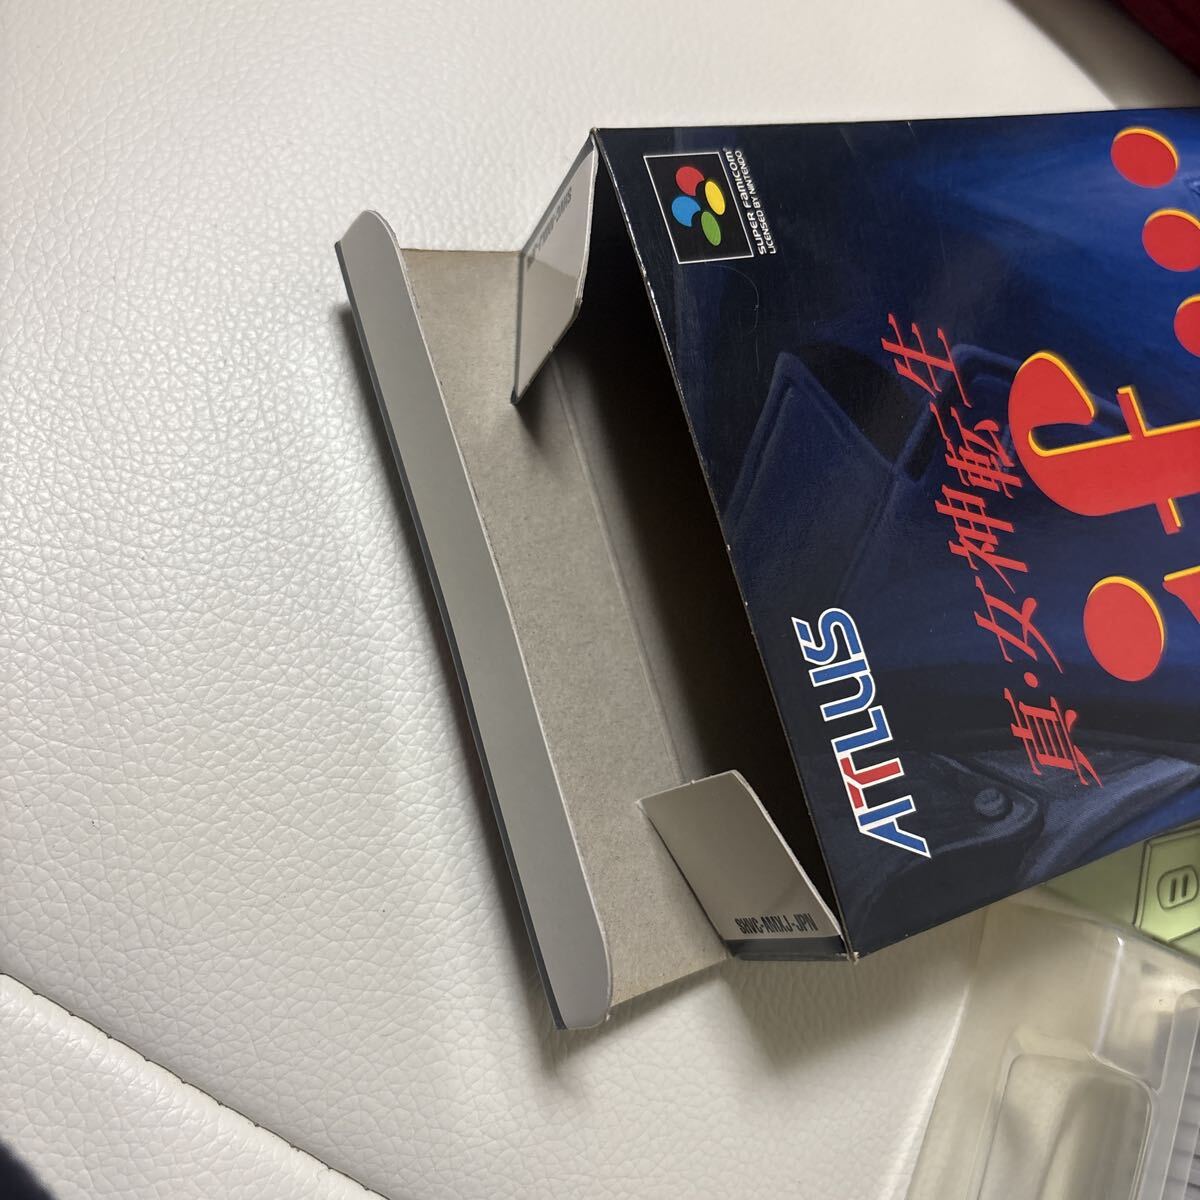 SUPER FAMICOM
LICENSED BY NINTENDO
真・女神転生
if...
ATLUS
SHVC-AMXJ-JPN